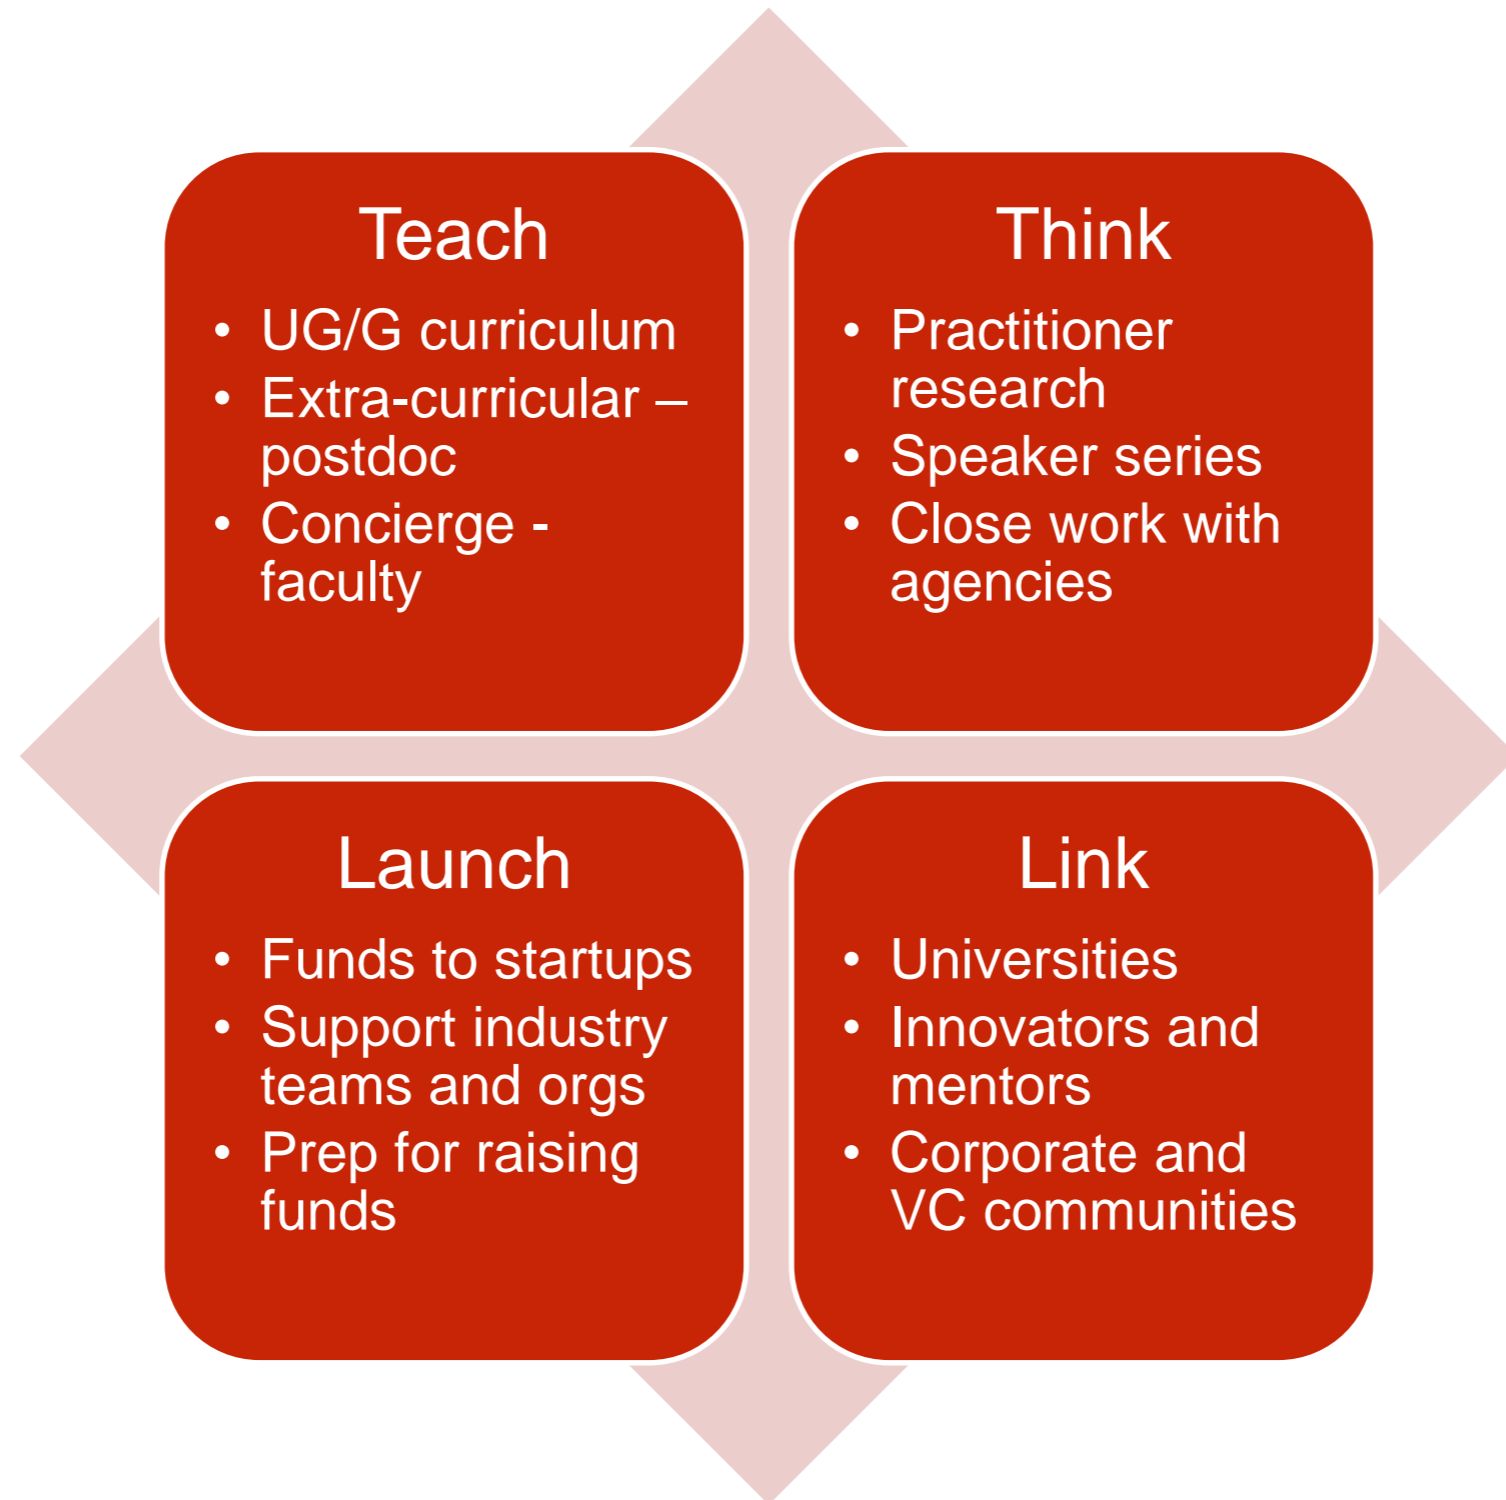 Teach
• UG/G curriculum
• Extra-curricular –
postdoc
• Concierge -
faculty
Think
• Practitioner
research
• Speaker series
• Close work with
agencies
Launch
• Funds to startups
• Support industry
teams and orgs
• Prep for raising
funds
Link
• Universities
• Innovators and
mentors
• Corporate and
VC communities